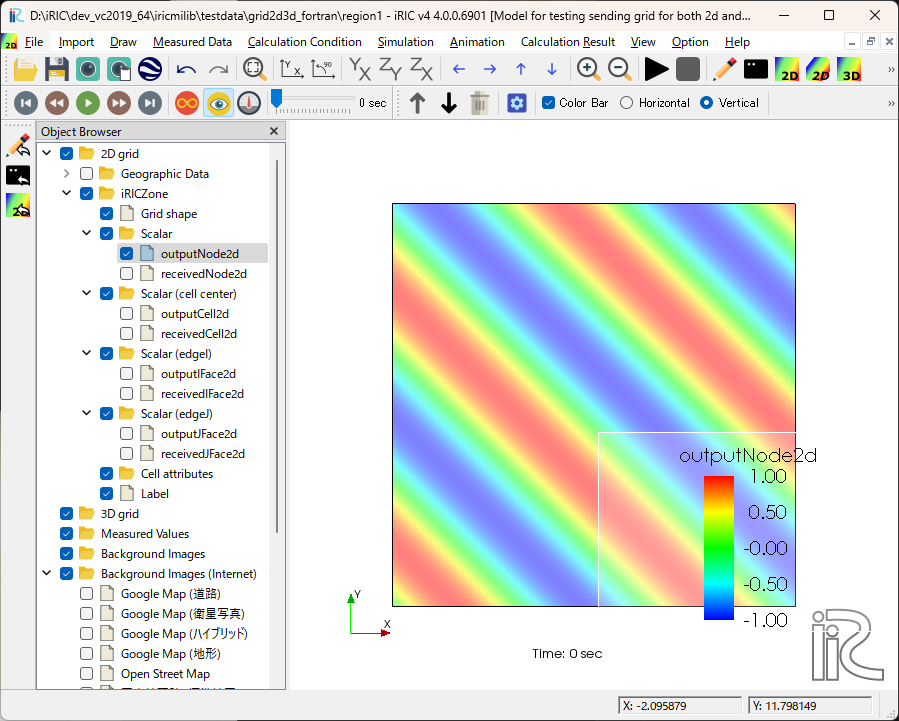 D:\iRIC\dev_vc2019_64\iricmilib\testdata\grid2d3d_fortran\region1 - iRIC v4 4.0.0.6901 [Model for testing sending grid for both 2d and...
File Import Draw Measured Data Calculation Condition Simulation Animation Calculation Result View Option Help
0 sec Color Bar Horizontal Vertical
Object Browser
2D grid
Geographic Data
iRICZone
Grid shape
Scalar
outputNode2d
receivedNode2d
Scalar (cell center)
outputCell2d
receivedCell2d
Scalar (edgeI)
outputIFace2d
receivedIFace2d
Scalar (edgeJ)
outputJFace2d
receivedJFace2d
Cell attributes
Label
3D grid
Measured Values
Background Images
Background Images (Internet)
Google Map (道路)
Google Map (衛星写真)
Google Map (ハイブリッド)
Google Map (地形)
Open Street Map
outputNode2d
1.00
0.50
-0.00
-0.50
-1.00
Y
X
Time: 0 sec
iRIC
X: -2.095879
Y: 11.798149